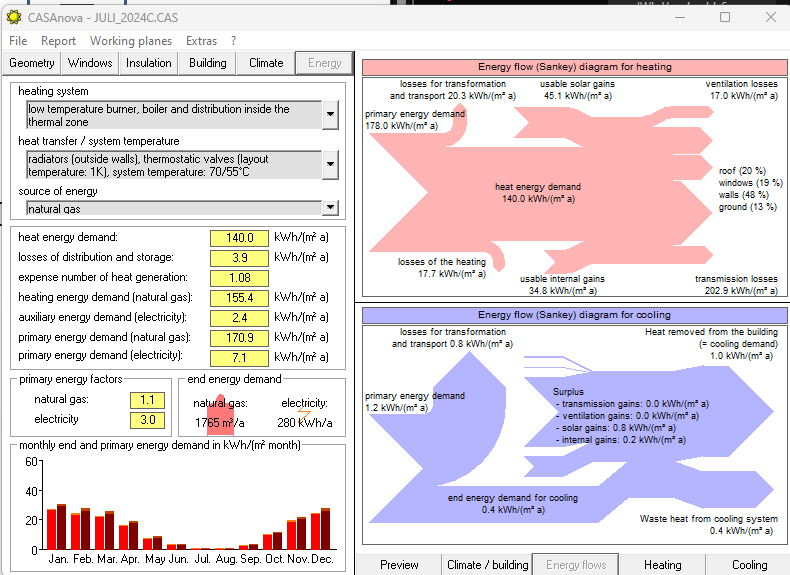 CASAnova - JULI_2024C.CAS
File Report Working planes Extras ?
Geometry Windows Insulation Building Climate Energy
heating system
low temperature burner, boiler and distribution inside the
thermal zone
heat transfer / system temperature
radiators (outside walls), thermostatic valves (layout
temperature: 1K), system temperature: 70/55°C
source of energy
natural gas
heat energy demand: 140.0 kWh/(m² a)
losses of distribution and storage: 3.9 kWh/(m² a)
expense number of heat generation: 1.08
heating energy demand (natural gas): 155.4 kWh/(m² a)
auxiliary energy demand (electricity): 2.4 kWh/(m² a)
primary energy demand (natural gas): 170.9 kWh/(m² a)
primary energy demand (electricity): 7.1 kWh/(m² a)
primary energy factors
natural gas: 1.1
electricity 3.0
end energy demand
natural gas: electricity:
1765 m³/a 280 kWh/a
monthly end and primary energy demand in kWh/(m² month)
60
40
20
0
Jan. Feb. Mar. Apr. May Jun. Jul. Aug. Sep. Oct. Nov. Dec.
Energy flow (Sankey) diagram for heating
losses for transformation
and transport 20.3 kWh/(m² a)
usable solar gains
45.1 kWh/(m² a)
ventilation losses
17.0 kWh/(m² a)
primary energy demand
178.0 kWh/(m² a)
heat energy demand
140.0 kWh/(m² a)
roof (20 %)
windows (19 %)
walls (48 %)
ground (13 %)
losses of the heating
17.7 kWh/(m² a)
usable internal gains
34.8 kWh/(m² a)
transmission losses
202.9 kWh/(m² a)
Energy flow (Sankey) diagram for cooling
losses for transformation
and transport 0.8 kWh/(m² a)
Heat removed from the building
(= cooling demand)
1.0 kWh/(m² a)
primary energy demand
1.2 kWh/(m² a)
Surplus
- transmission gains: 0.0 kWh/(m² a)
- ventilation gains: 0.0 kWh/(m² a)
- solar gains: 0.8 kWh/(m² a)
- internal gains: 0.2 kWh/(m² a)
end energy demand for cooling
0.4 kWh/(m² a)
Waste heat from cooling system
0.4 kWh/(m² a)
Preview Climate / building Energy flows Heating Cooling